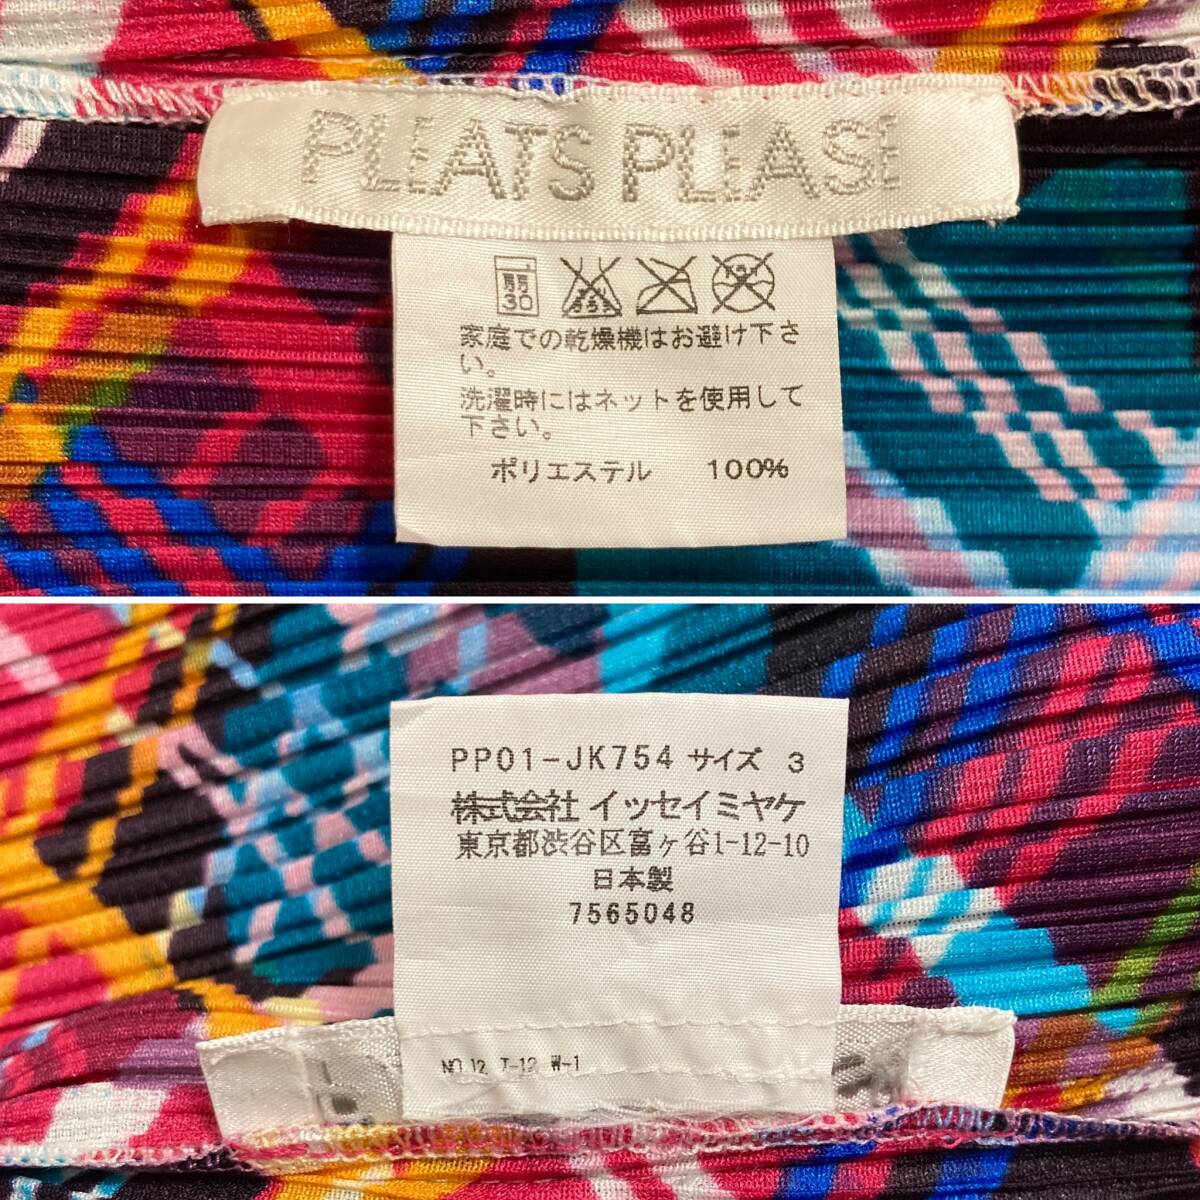 PLEATS PLEASE
弱
30
家庭での乾燥機はお避け下さ
い。
洗濯時にはネットを使用して
下さい。
ポリエステル 100%
PP01-JK754 サイズ 3
株式会社 イッセイミヤケ
東京都渋谷区富ヶ谷1-12-10
日本製
7565048
NO.12 T-12 W-1